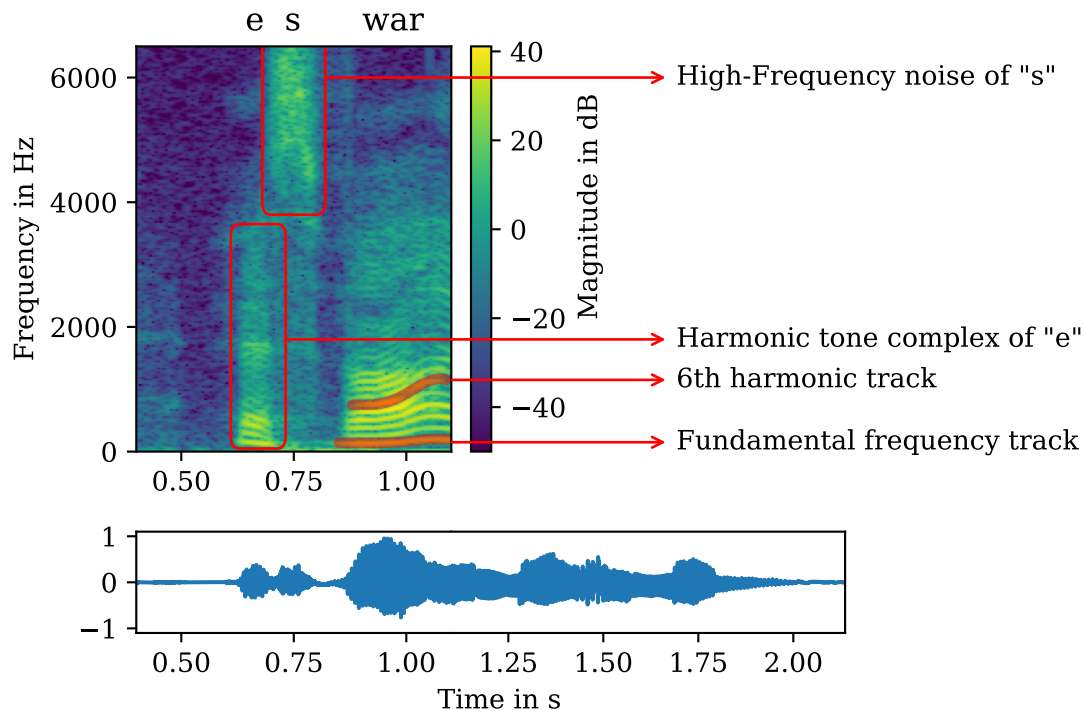 e s war
6000
4000
2000
0
Frequency in Hz
0.50 0.75 1.00
40
20
0
−20
−40
Magnitude in dB
High-Frequency noise of "s"
Harmonic tone complex of "e"
6th harmonic track
Fundamental frequency track
1
0
−1
0.50 0.75 1.00 1.25 1.50 1.75 2.00
Time in s